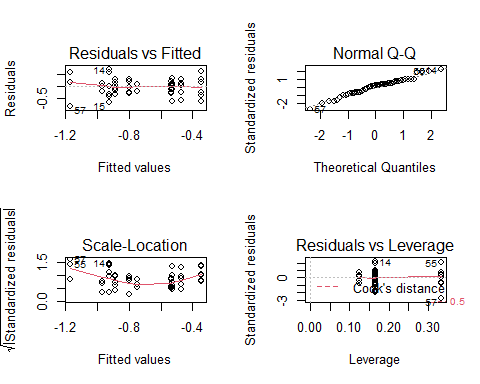 Residuals vs Fitted
Residuals
-0.5
14
15
57
-1.2 -0.8 -0.4
Fitted values
Normal Q-Q
Standardized residuals
-2 1
14
57
-2 -1 0 1 2
Theoretical Quantiles
Scale-Location
√|Standardized residuals|
0.0 1.5
57
55
14
-1.2 -0.8 -0.4
Fitted values
Residuals vs Leverage
Standardized residuals
-3 0
14
55
57
Cook's distance
0.5
0.00 0.10 0.20 0.30
Leverage